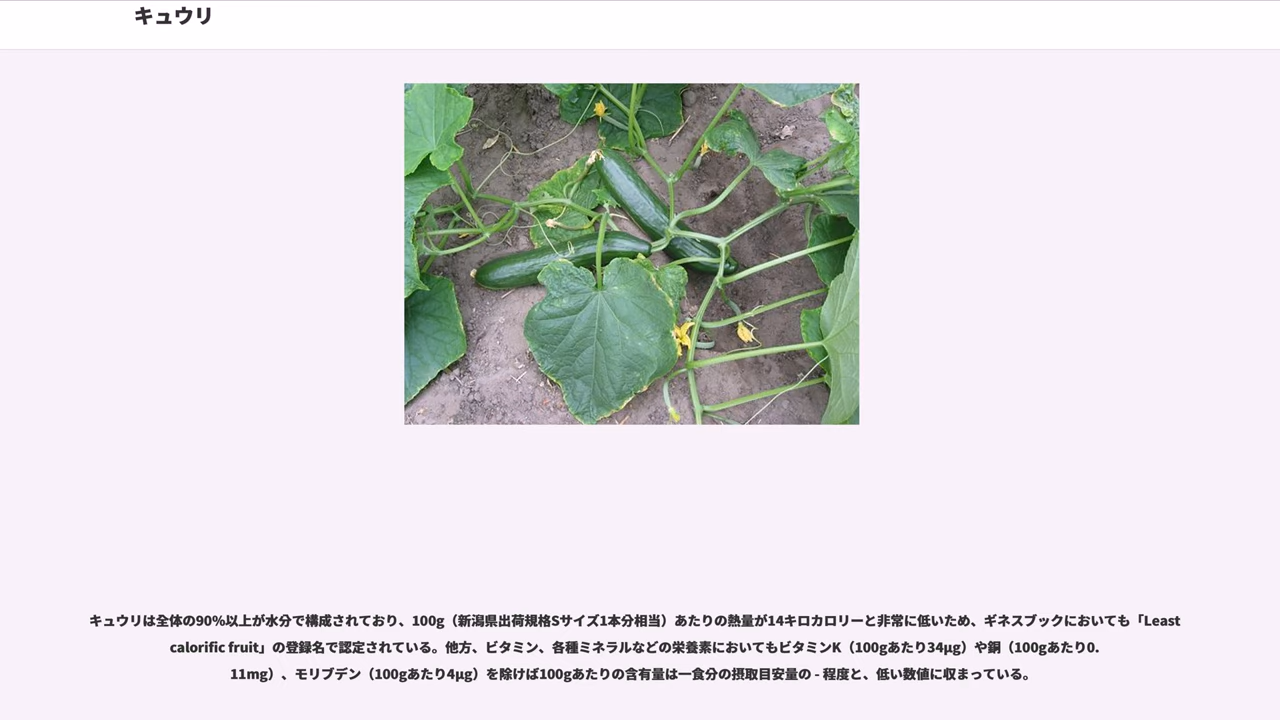 キュウリ
キュウリは全体の90%以上が水分で構成されており、100g（新潟県出荷規格Sサイズ1本分相当）あたりの熱量が14キロカロリーと非常に低いため、ギネスブックにおいても「Least
calorific fruit」の登録名で認定されている。他方、ビタミン、各種ミネラルなどの栄養素においてもビタミンK（100gあたり34μg）や銅（100gあたり0.
11mg）、モリブデン（100gあたり4μg）を除けば100gあたりの含有量は一食分の摂取目安量の - 程度と、低い数値に収まっている。